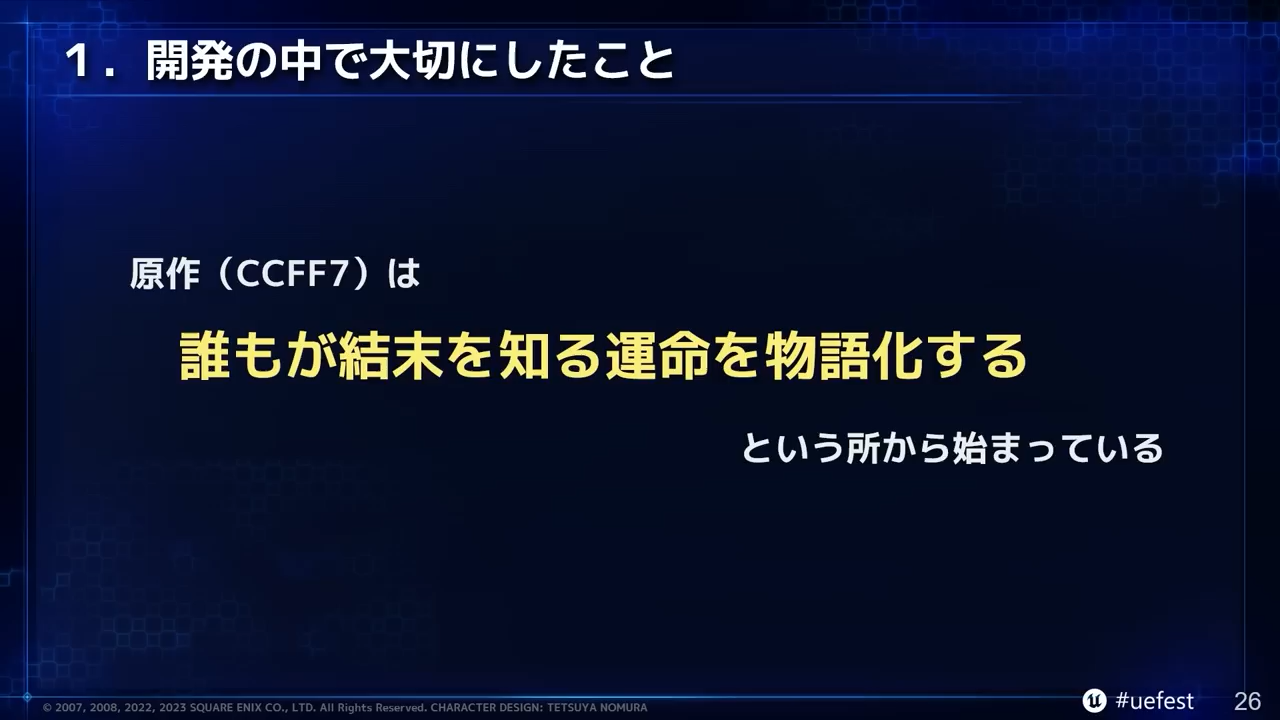 1．開発の中で大切にしたこと
原作（CCFF7）は
誰もが結末を知る運命を物語化する
という所から始まっている
© 2007, 2008, 2022, 2023 SQUARE ENIX CO., LTD. All Rights Reserved. CHARACTER DESIGN: TETSUYA NOMURA
#uefest
26